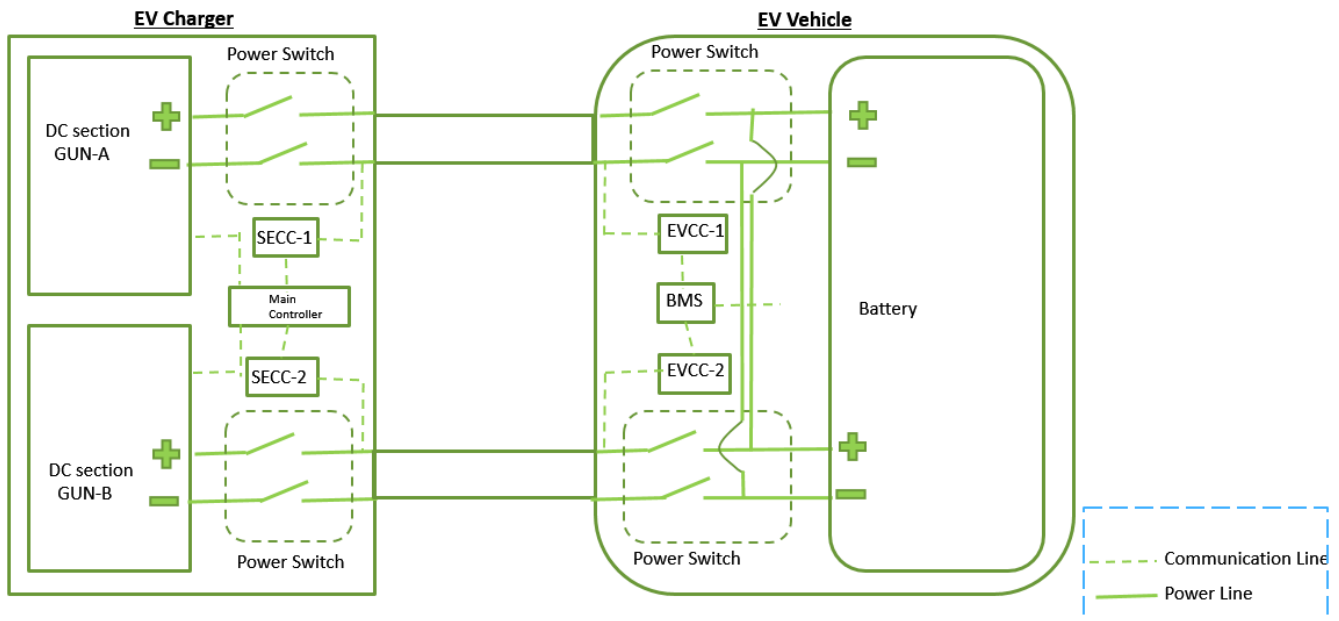 EV Charger
EV Vehicle
Power Switch
Power Switch
DC section
GUN-A
SECC-1
EVCC-1
Main
Controller
BMS
Battery
SECC-2
EVCC-2
DC section
GUN-B
Power Switch
Power Switch
Communication Line
Power Line